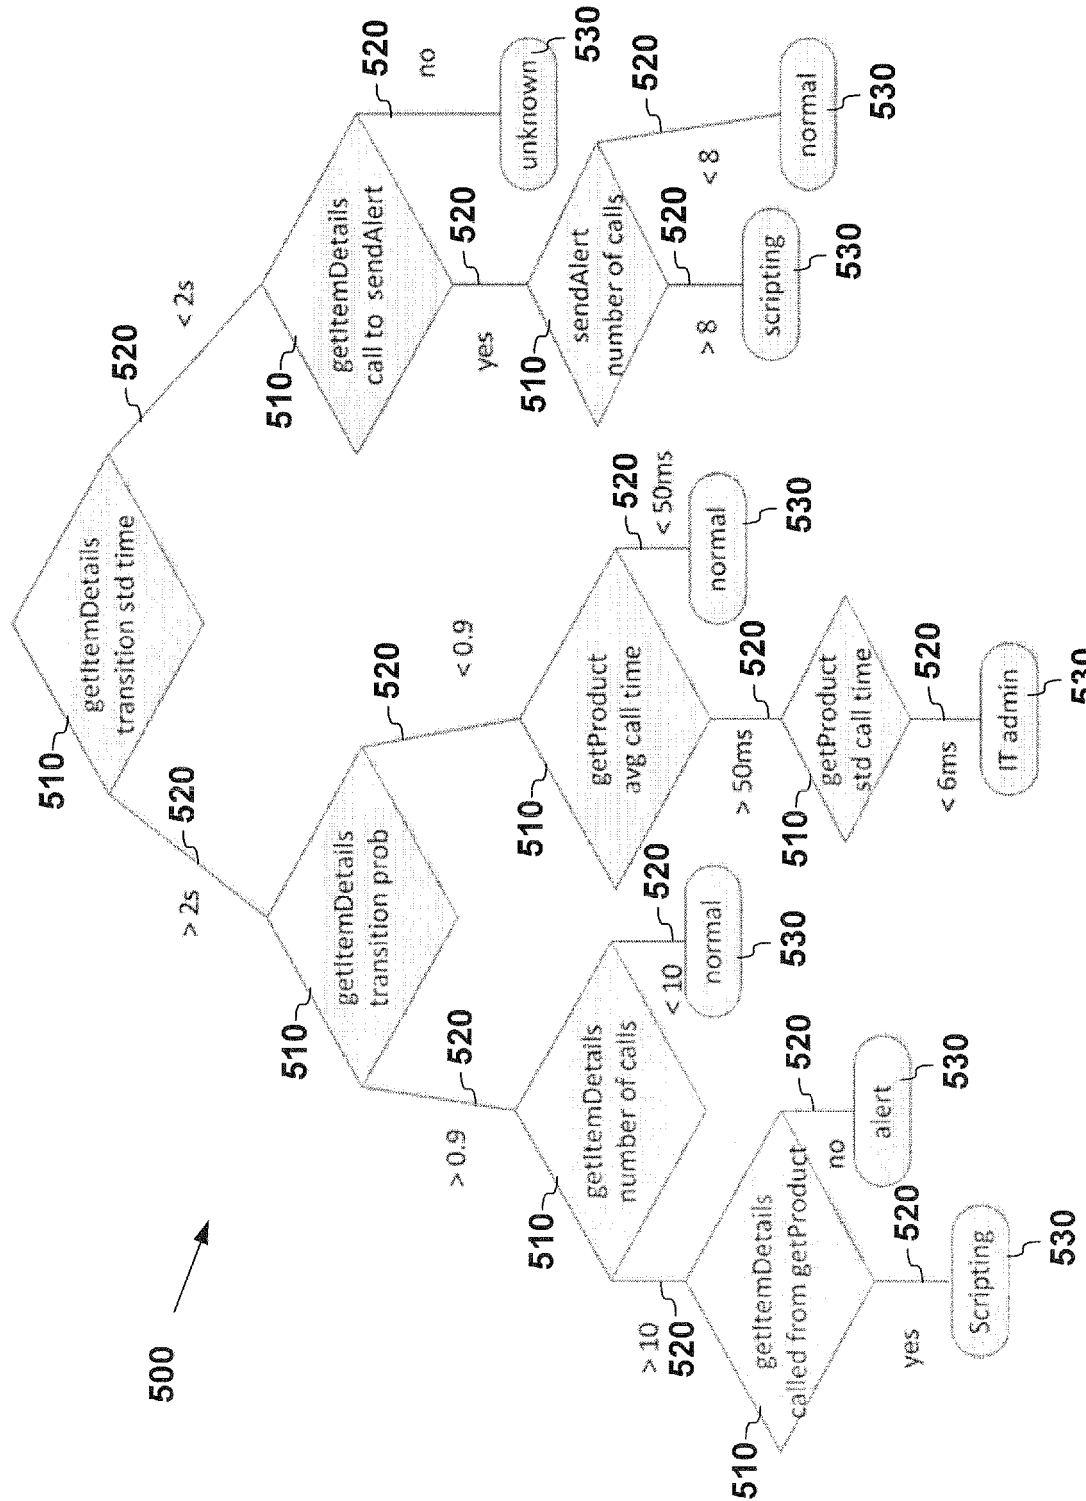 500
510
getItemDetails
transition std time
520
> 2s
520
< 2s
510
getItemDetails
transition prob
510
getItemDetails
call to sendAlert
520
> 0.9
520
< 0.9
520
yes
520
no
510
getItemDetails
number of calls
510
getProduct
avg call time
510
sendAlert
number of calls
unknown
530
> 10
520
520
< 10
520
> 50ms
520
< 50ms
520
> 8
520
< 8
510
getItemDetails
called from getProduct
normal
530
510
getProduct
std call time
normal
530
scripting
530
normal
530
520
yes
520
no
520
< 6ms
Scripting
530
alert
530
IT admin
530